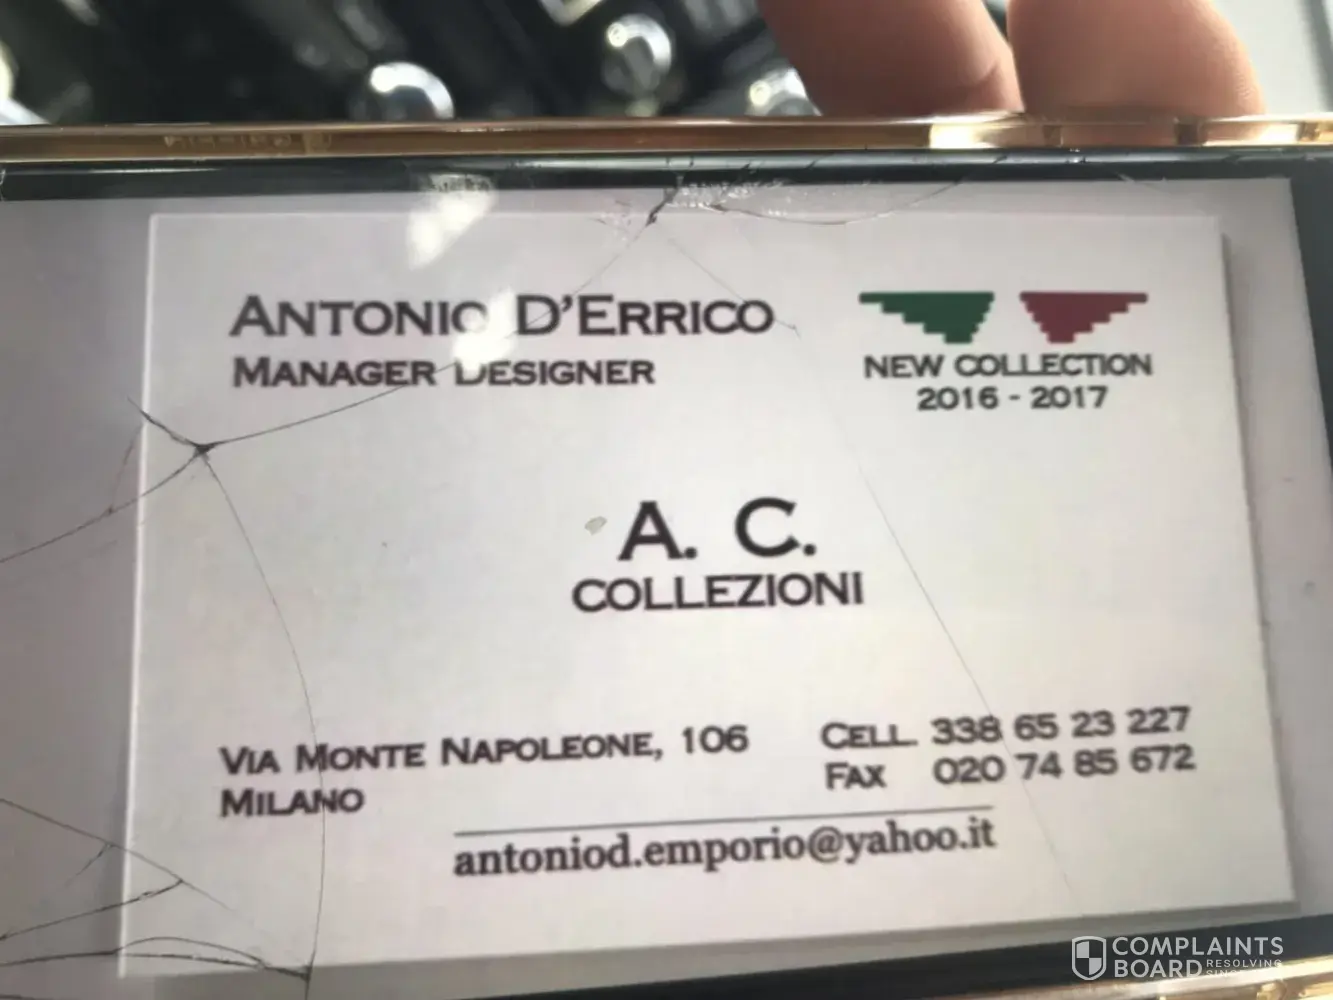 ANTONIO D'ERRICO
MANAGER DESIGNER
NEW COLLECTION
2016 - 2017
A. C.
COLLEZIONI
VIA MONTE NAPOLEONE, 106
MILANO
CELL 338 65 23 227
FAX 020 74 85 672
antoniod.emporio@yahoo.it
COMPLAINTS
BOARD RESOLVING